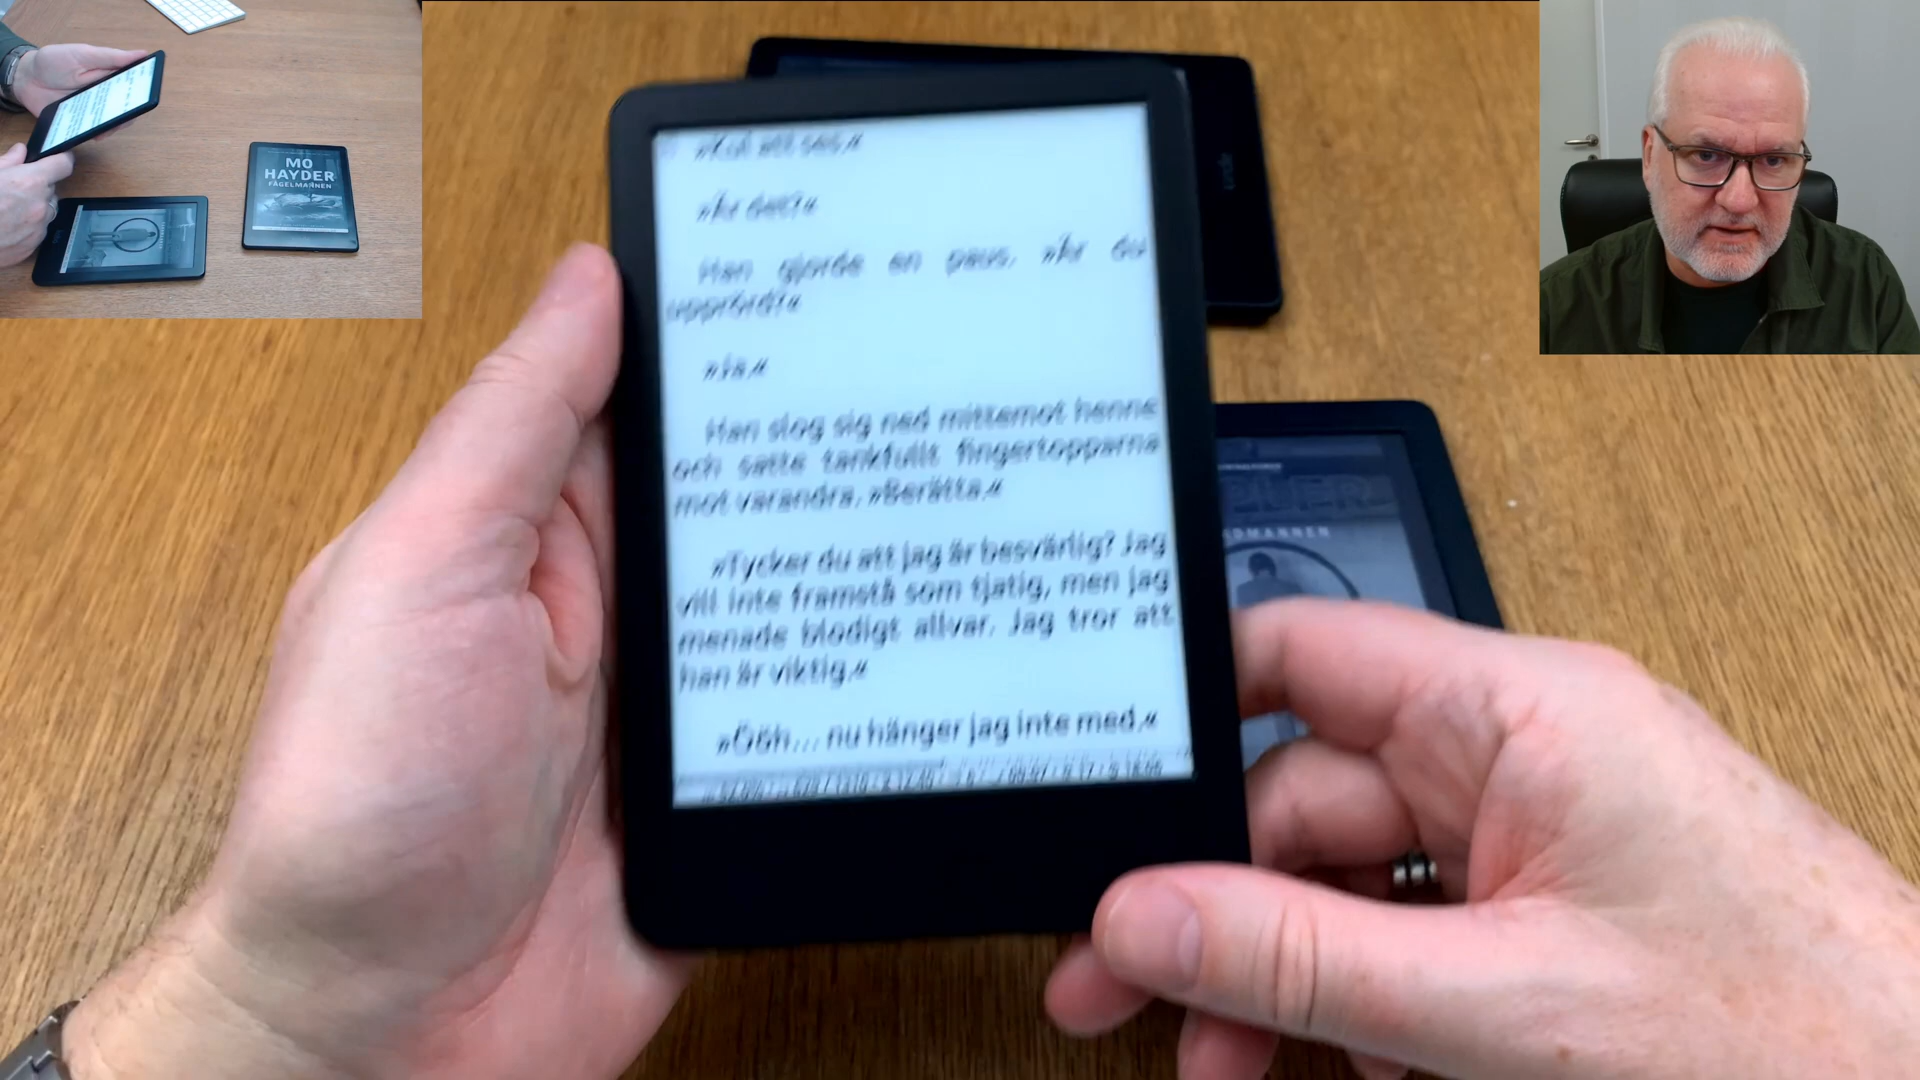 MO
HAYDER
FÅGELMANNEN
»Kul att ses.«
»Är det?«
Han gjorde en paus. »Är du
upprörd?«
»Ja.«
Han slog sig ned mittemot henne
och satte tankfullt fingertopparna
mot varandra. »Berätta.«
»Tycker du att jag är besvärlig? Jag
vill inte framstå som tjatig, men jag
menade blodigt allvar. Jag tror att
han är viktig.«
»Ööh... nu hänger jag inte med.«